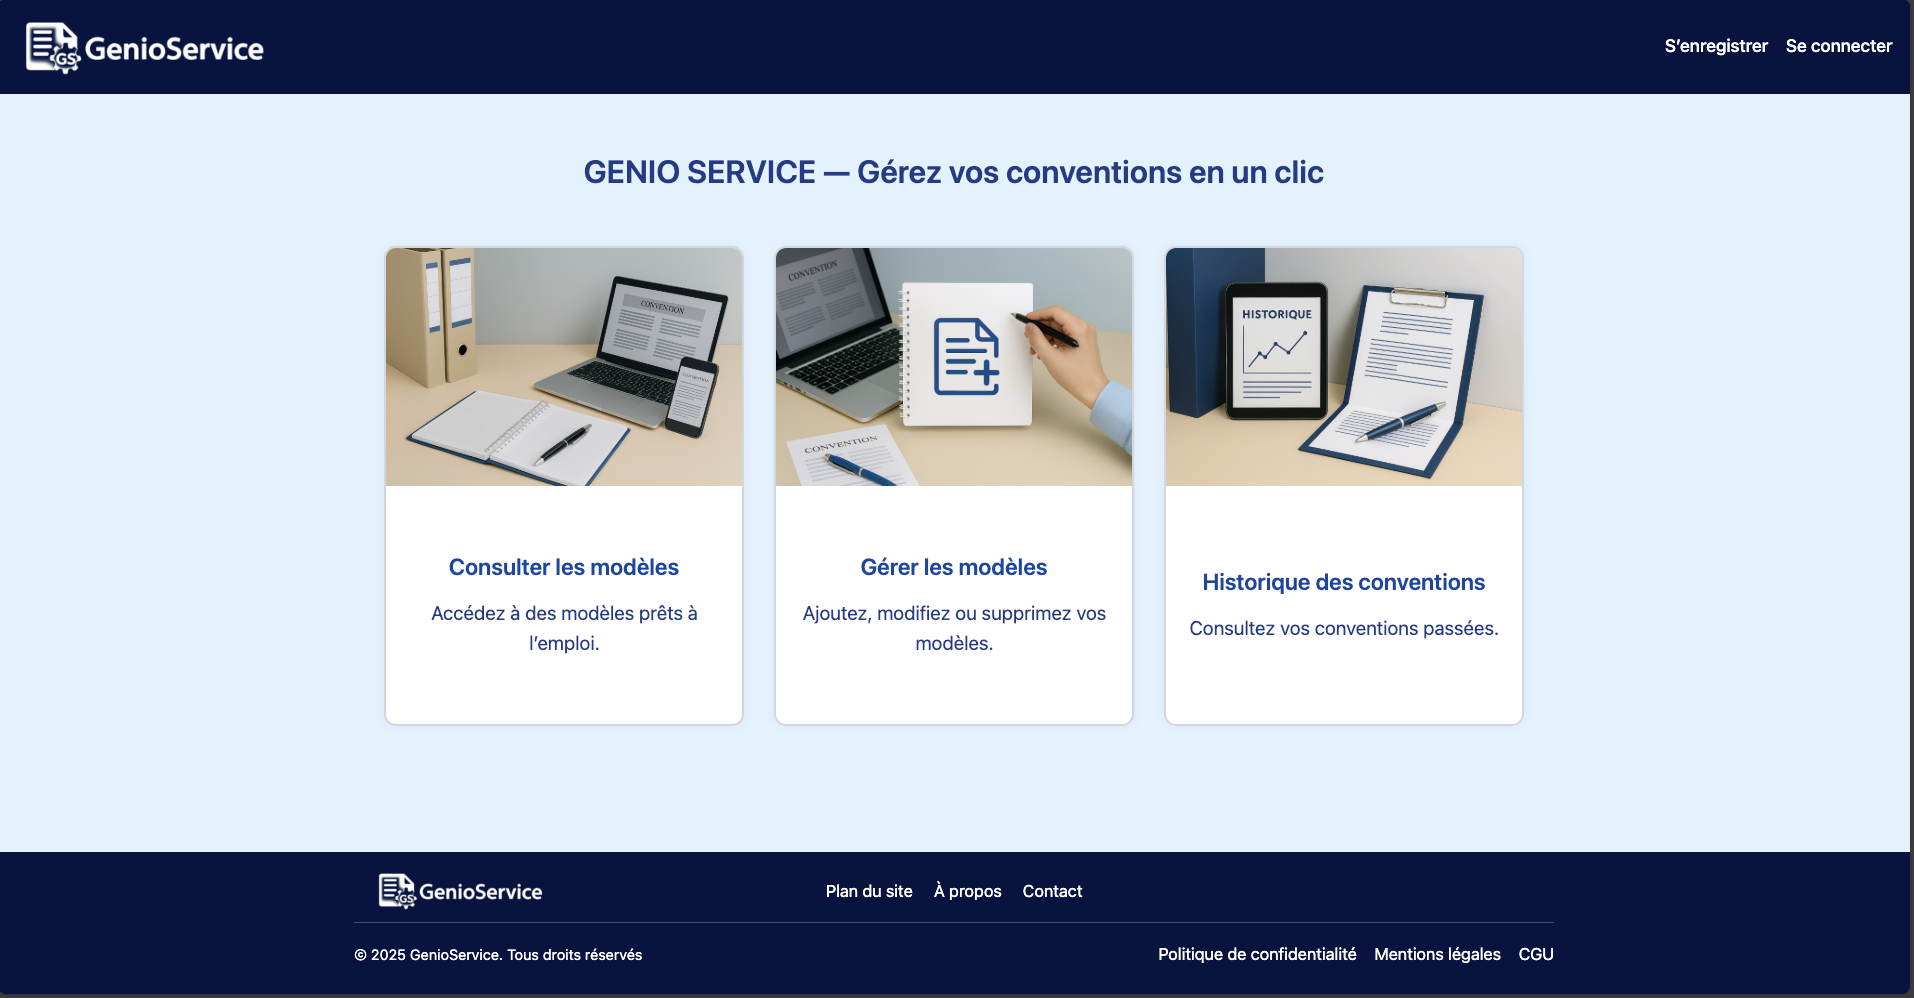 GS GenioService
S’enregistrer Se connecter
GENIO SERVICE — Gérez vos conventions en un clic
CONVENTION
CONVENTION
CONVENTION
CONVENTION
HISTORIQUE
Consulter les modèles
Accédez à des modèles prêts à
l’emploi.
Gérer les modèles
Ajoutez, modifiez ou supprimez vos
modèles.
Historique des conventions
Consultez vos conventions passées.
GS GenioService
Plan du site À propos Contact
© 2025 GenioService. Tous droits réservés
Politique de confidentialité Mentions légales CGU